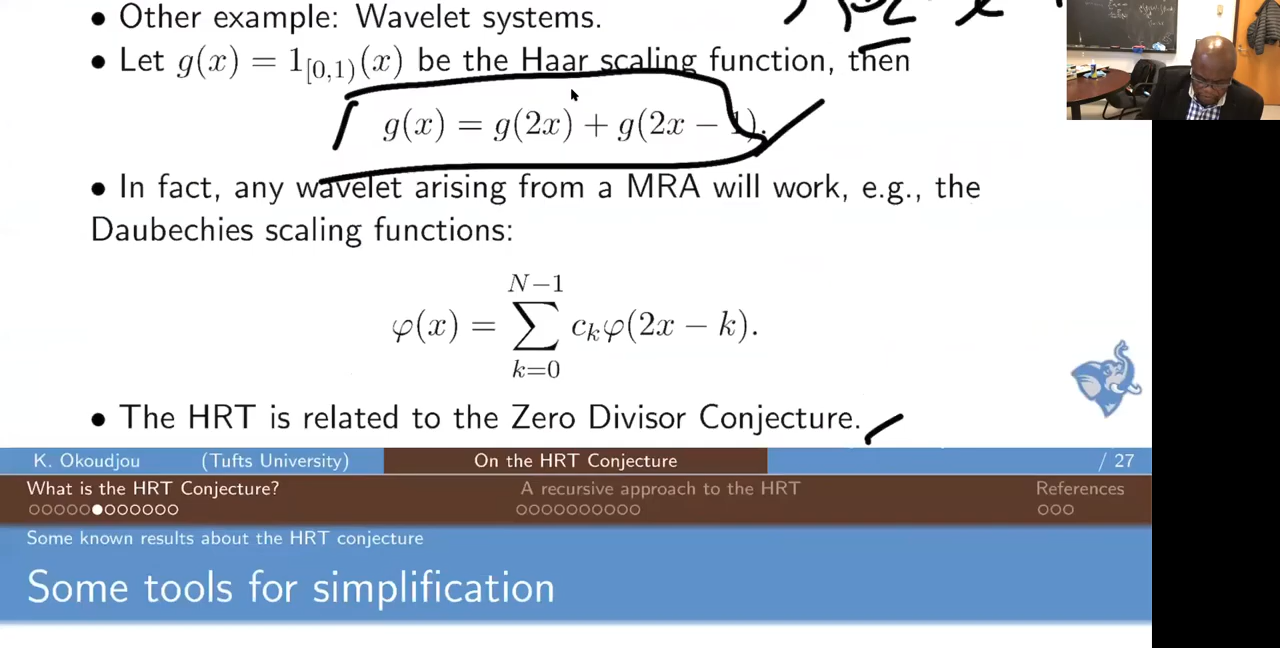 • Other example: Wavelet systems.
• Let g(x) = 1_{[0,1)}(x) be the Haar scaling function, then
g(x) = g(2x) + g(2x − 1).
• In fact, any wavelet arising from a MRA will work, e.g., the
Daubechies scaling functions:
φ(x) = ∑_{k=0}^{N−1} c_k φ(2x − k).
• The HRT is related to the Zero Divisor Conjecture.
K. Okoudjou (Tufts University) On the HRT Conjecture / 27
What is the HRT Conjecture? A recursive approach to the HRT References
Some known results about the HRT conjecture
Some tools for simplification